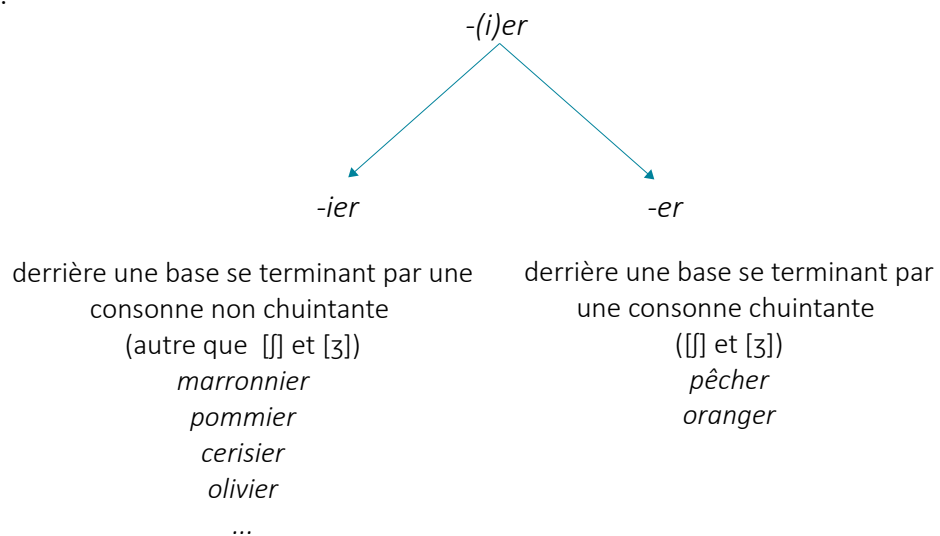 .
-(i)er
-ier
-er
derrière une base se terminant par une
consonne non chuintante
(autre que [ʃ] et [ʒ])
marronnier
pommier
cerisier
olivier
...
derrière une base se terminant par
une consonne chuintante
([ʃ] et [ʒ])
pêcher
oranger